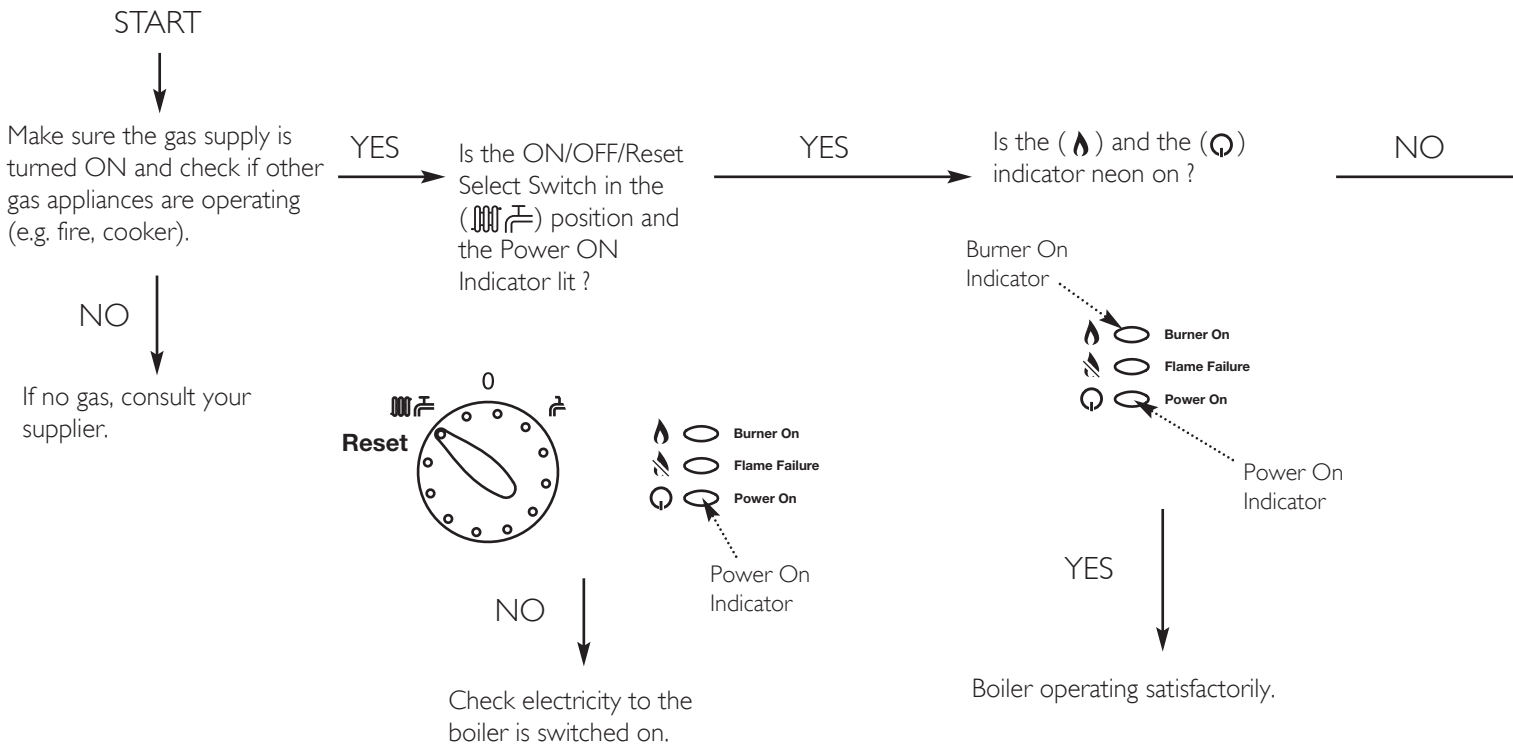 START
Make sure the gas supply is
turned ON and check if other
gas appliances are operating
(e.g. fire, cooker).
YES
NO
If no gas, consult your
supplier.
Is the ON/OFF/Reset
Select Switch in the
( ) position and
the Power ON
Indicator lit ?
YES
0
Reset
Burner On
Flame Failure
Power On
Power On
Indicator
NO
Check electricity to the
boiler is switched on.
Is the ( ) and the ( )
indicator neon on ?
NO
Burner On
Indicator
Burner On
Flame Failure
Power On
Power On
Indicator
YES
Boiler operating satisfactorily.